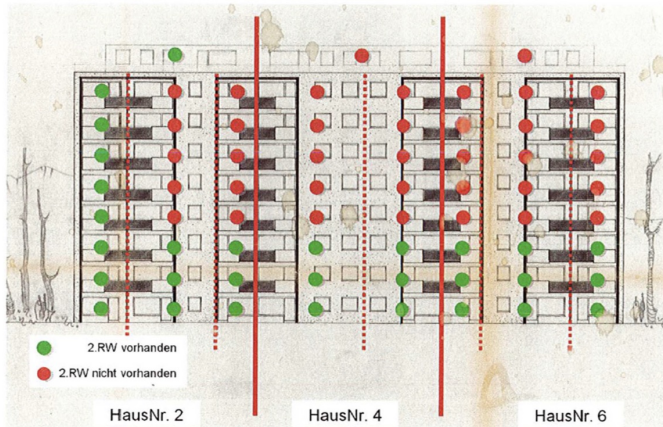 2.RW vorhanden
2.RW nicht vorhanden
HausNr. 2
HausNr. 4
HausNr. 6